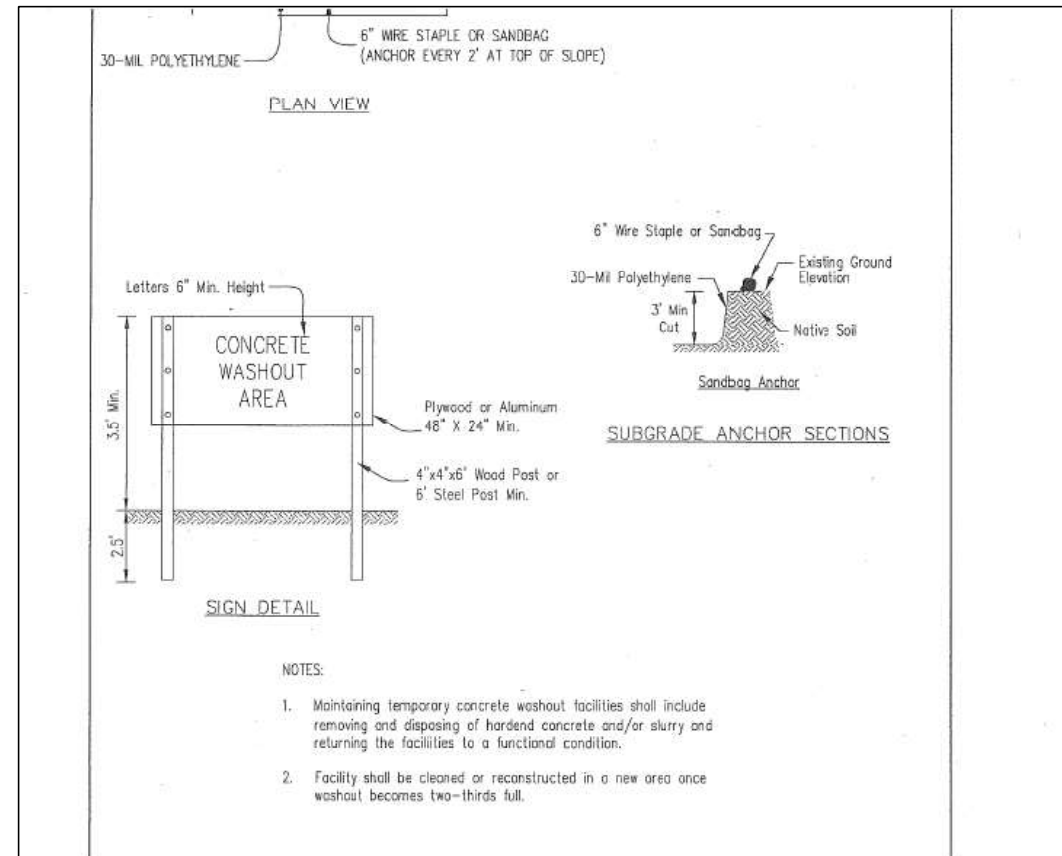 6" WIRE STAPLE OR SANDBAG
(ANCHOR EVERY 2' AT TOP OF SLOPE)
30-MIL POLYETHYLENE
PLAN VIEW
6" Wire Staple or Sandbag
Existing Ground
Elevation
30-Mil Polyethylene
3' Min
Cut
Native Soil
Sandbag Anchor
SUBGRADE ANCHOR SECTIONS
Letters 6" Min. Height
CONCRETE
WASHOUT
AREA
3.5' Min.
Plywood or Aluminum
48" X 24" Min.
4"x4"x6' Wood Post or
6' Steel Post Min.
2.5'
SIGN DETAIL
NOTES:
1. Maintaining temporary concrete washout facilities shall include
removing and disposing of hardend concrete and/or slurry and
returning the faciliities to a functional condition.
2. Facility shall be cleaned or reconstructed in a new area once
washout becomes two-thirds full.